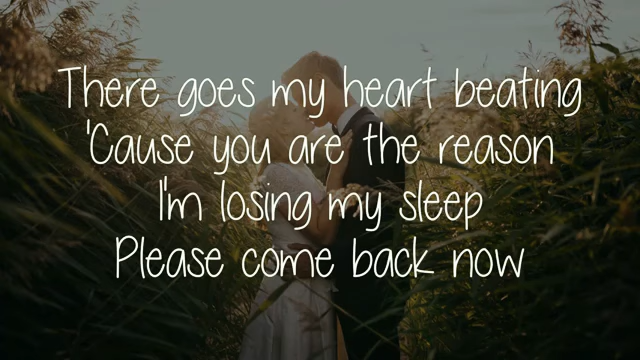 There goes my heart beating
'Cause you are the reason
I'm losing my sleep
Please come back now